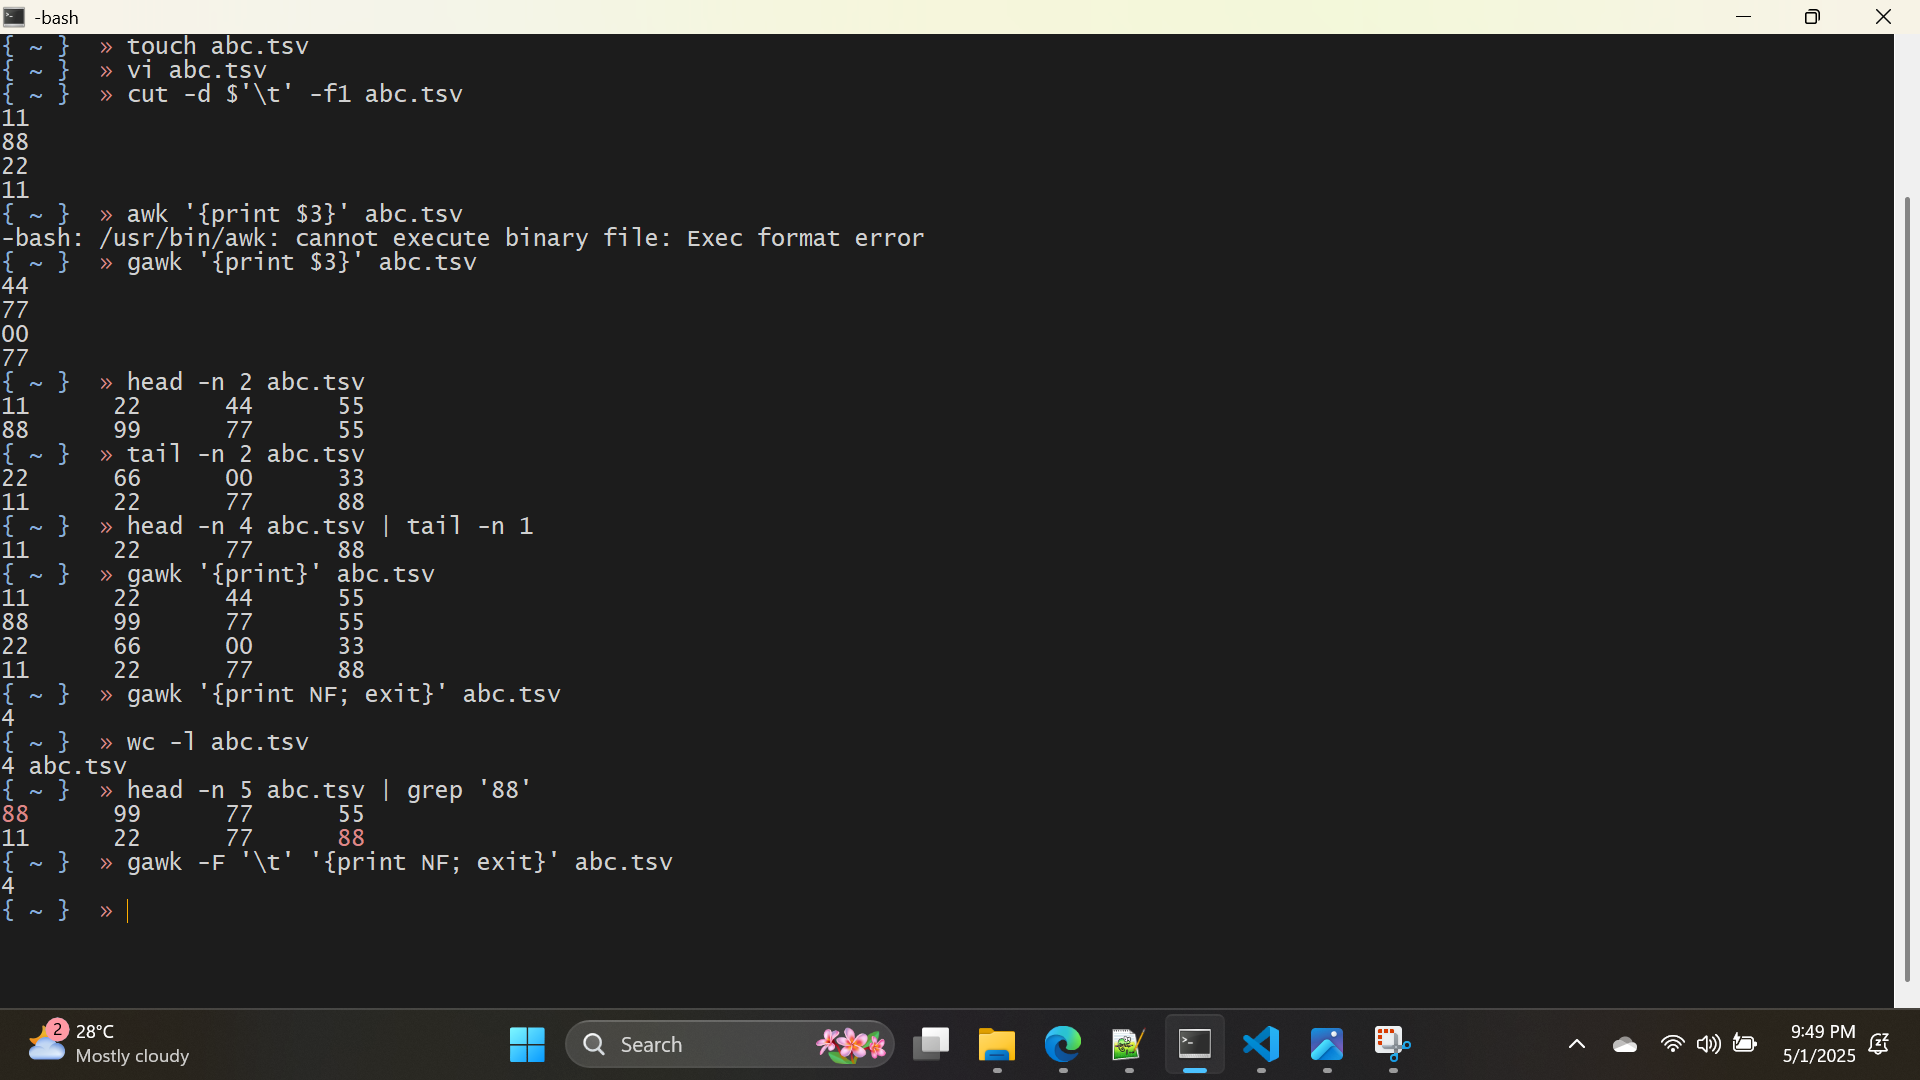 -bash
{ ~ }  » touch abc.tsv
{ ~ }  » vi abc.tsv
{ ~ }  » cut -d $'\t' -f1 abc.tsv
11
88
22
11
{ ~ }  » awk '{print $3}' abc.tsv
-bash: /usr/bin/awk: cannot execute binary file: Exec format error
{ ~ }  » gawk '{print $3}' abc.tsv
44
77
00
77
{ ~ }  » head -n 2 abc.tsv
11      22      44      55
88      99      77      55
{ ~ }  » tail -n 2 abc.tsv
22      66      00      33
11      22      77      88
{ ~ }  » head -n 4 abc.tsv | tail -n 1
11      22      77      88
{ ~ }  » gawk '{print}' abc.tsv
11      22      44      55
88      99      77      55
22      66      00      33
11      22      77      88
{ ~ }  » gawk '{print NF; exit}' abc.tsv
4
{ ~ }  » wc -l abc.tsv
4 abc.tsv
{ ~ }  » head -n 5 abc.tsv | grep '88'
88      99      77      55
11      22      77      88
{ ~ }  » gawk -F '\t' '{print NF; exit}' abc.tsv
4
{ ~ }  »
2
28°C
Mostly cloudy
Search
9:49 PM
5/1/2025